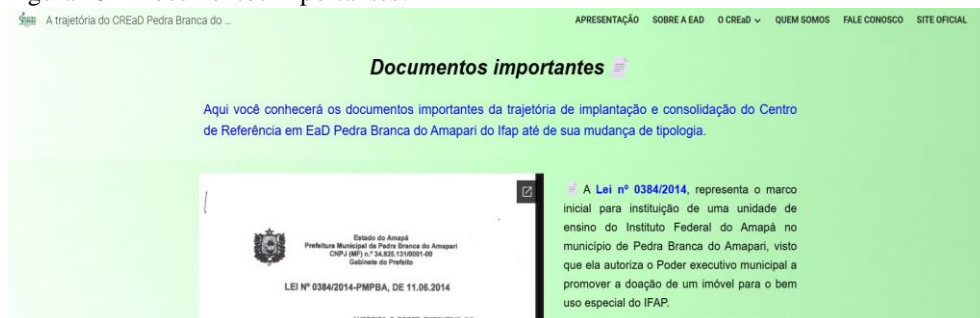 A trajetória do CREaD Pedra Branca do ...
APRESENTAÇÃO SOBRE A EAD O CREaD QUEM SOMOS FALE CONOSCO SITE OFICIAL
Documentos importantes
Aqui você conhecerá os documentos importantes da trajetória de implantação e consolidação do Centro
de Referência em EaD Pedra Branca do Amapari do Ifap até de sua mudança de tipologia.
Estado do Amapá
Prefeitura Municipal de Pedra Branca do Amapari
CNPJ (MF) n.º 34.925.131/0001-00
Gabinete do Prefeito
LEI Nº 0384/2014-PMPBA, DE 11.06.2014
A Lei nº 0384/2014, representa o marco
inicial para instituição de uma unidade de
ensino do Instituto Federal do Amapá no
município de Pedra Branca do Amapari, visto
que ela autoriza o Poder executivo municipal a
promover a doação de um imóvel para o bem
uso especial do IFAP.